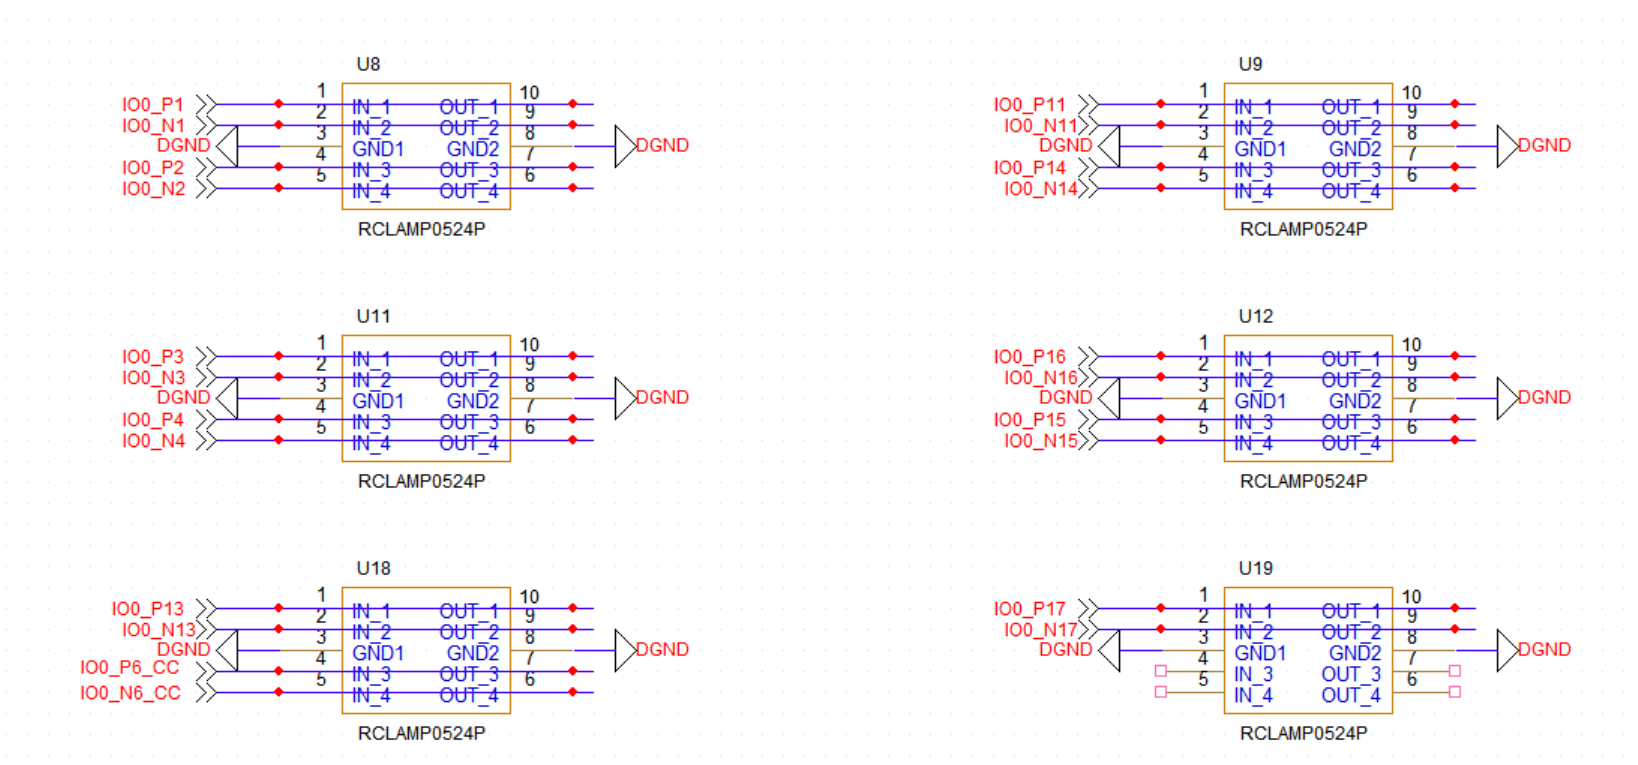 U8
1 10
IO0_P1 IN_1 OUT_1
2 9
IO0_N1 IN_2 OUT_2
3 8
DGND GND1 GND2 DGND
4 7
IO0_P2 IN_3 OUT_3
5 6
IO0_N2 IN_4 OUT_4
RCLAMP0524P
U9
1 10
IO0_P11 IN_1 OUT_1
2 9
IO0_N11 IN_2 OUT_2
3 8
DGND GND1 GND2 DGND
4 7
IO0_P14 IN_3 OUT_3
5 6
IO0_N14 IN_4 OUT_4
RCLAMP0524P
U11
1 10
IO0_P3 IN_1 OUT_1
2 9
IO0_N3 IN_2 OUT_2
3 8
DGND GND1 GND2 DGND
4 7
IO0_P4 IN_3 OUT_3
5 6
IO0_N4 IN_4 OUT_4
RCLAMP0524P
U12
1 10
IO0_P16 IN_1 OUT_1
2 9
IO0_N16 IN_2 OUT_2
3 8
DGND GND1 GND2 DGND
4 7
IO0_P15 IN_3 OUT_3
5 6
IO0_N15 IN_4 OUT_4
RCLAMP0524P
U18
1 10
IO0_P13 IN_1 OUT_1
2 9
IO0_N13 IN_2 OUT_2
3 8
DGND GND1 GND2 DGND
4 7
IO0_P6_CC IN_3 OUT_3
5 6
IO0_N6_CC IN_4 OUT_4
RCLAMP0524P
U19
1 10
IO0_P17 IN_1 OUT_1
2 9
IO0_N17 IN_2 OUT_2
3 8
DGND GND1 GND2 DGND
4 7
IN_3 OUT_3
5 6
IN_4 OUT_4
RCLAMP0524P